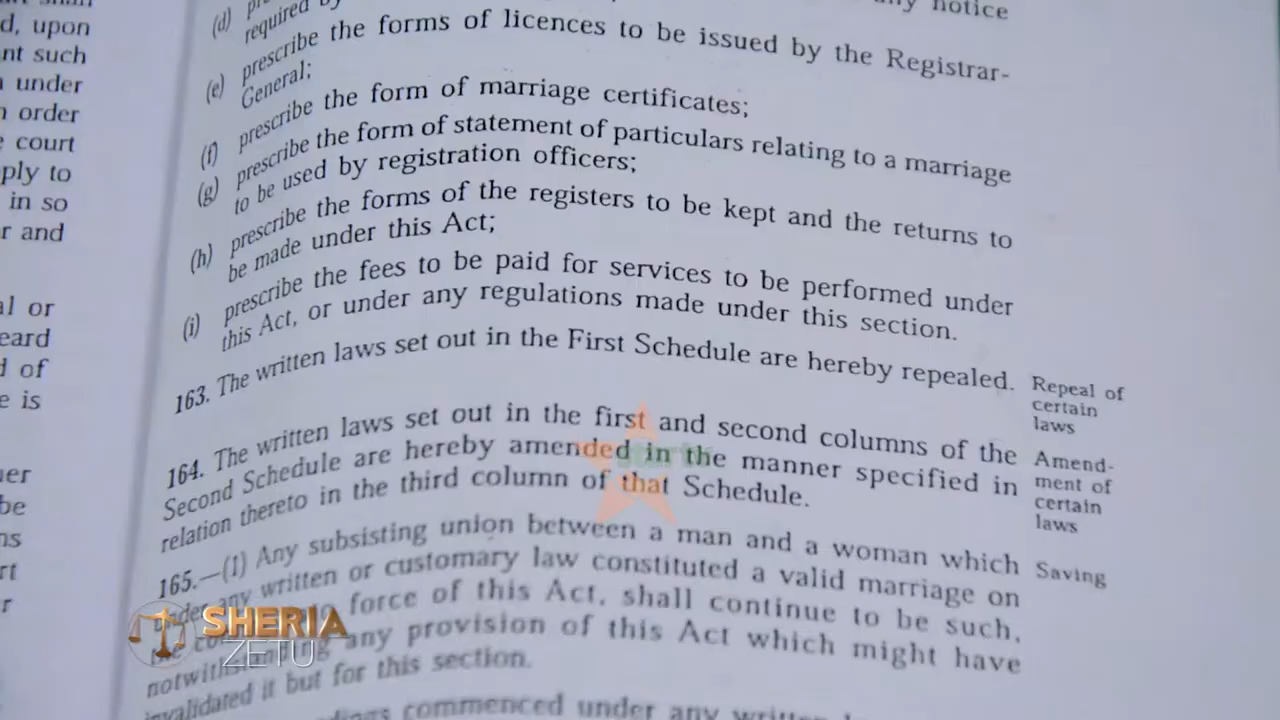 d, upon
nt such
under
order
court
ply to
in so
r and
al or
eard
d of
e is
er
be
ns
rt
r
notice
(d)
required by
(e) prescribe the forms of licences to be issued by the Registrar-
General;
(f) prescribe the form of marriage certificates;
(g) prescribe the form of statement of particulars relating to a marriage
to be used by registration officers;
(h) prescribe the forms of the registers to be kept and the returns to
be made under this Act;
(i) prescribe the fees to be paid for services to be performed under
this Act, or under any regulations made under this section.
163. The written laws set out in the First Schedule are hereby repealed.
Repeal of
certain
laws
164. The written laws set out in the first and second columns of the
Second Schedule are hereby amended in the manner specified in
relation thereto in the third column of that Schedule.
Amend-
ment of
certain
laws
165.—(1) Any subsisting union between a man and a woman which
under any written or customary law constituted a valid marriage on
force of this Act, shall continue to be such,
notwithstanding any provision of this Act which might have
invalidated it but for this section.
Saving
commenced under any written
SHERIA
ZETU